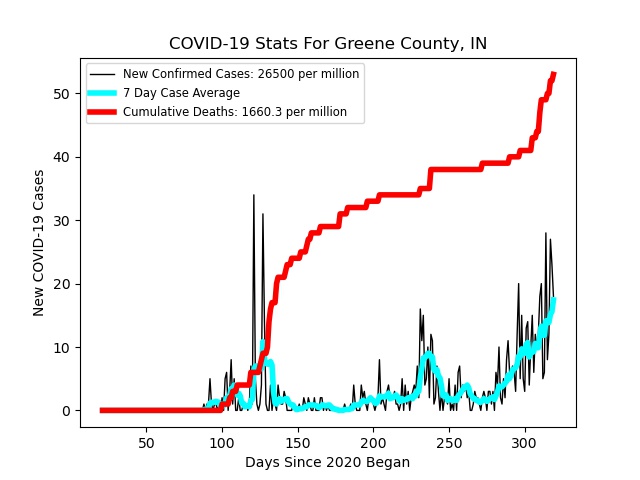 COVID-19 Stats For Greene County, IN
New Confirmed Cases: 26500 per million
7 Day Case Average
Cumulative Deaths: 1660.3 per million
New COVID-19 Cases
50
40
30
20
10
0
50 100 150 200 250 300
Days Since 2020 Began